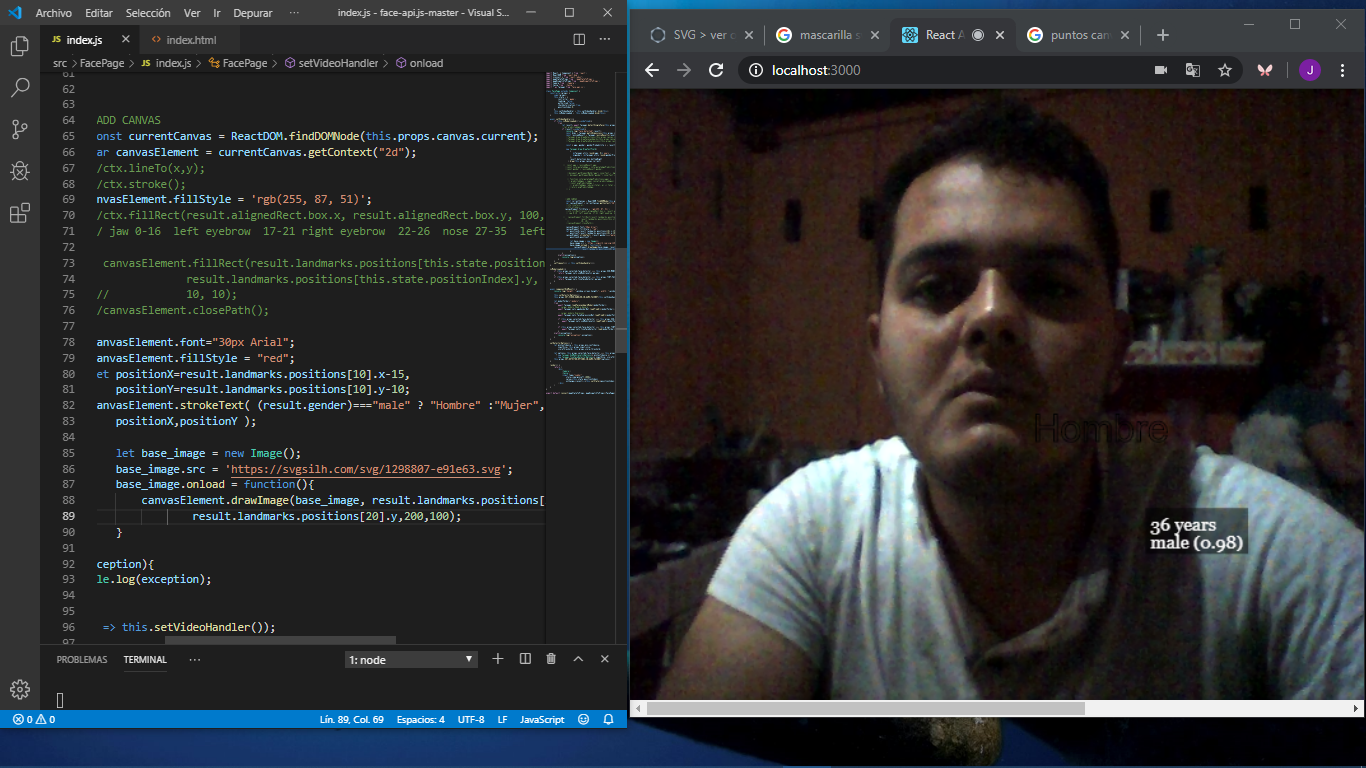 Archivo Editar Selección Ver Ir Depurar ··· index.js - face-api.js-master - Visual S...
JS index.js
<> index.html
src > FacePage > JS index.js > FacePage > setVideoHandler > onload
61
62
63
64 ADD CANVAS
65 onst currentCanvas = ReactDOM.findDOMNode(this.props.canvas.current);
66 ar canvasElement = currentCanvas.getContext("2d");
67 /ctx.lineTo(x,y);
68 /ctx.stroke();
69 nvasElement.fillStyle = 'rgb(255, 87, 51)';
70 /ctx.fillRect(result.alignedRect.box.x, result.alignedRect.box.y, 100,
71 / jaw 0-16 left eyebrow 17-21 right eyebrow 22-26 nose 27-35 left
72
73 canvasElement.fillRect(result.landmarks.positions[this.state.position
74 result.landmarks.positions[this.state.positionIndex].y,
75 // 10, 10);
76 /canvasElement.closePath();
77
78 anvasElement.font="30px Arial";
79 anvasElement.fillStyle = "red";
80 et positionX=result.landmarks.positions[10].x-15,
81 positionY=result.landmarks.positions[10].y-10;
82 anvasElement.strokeText( (result.gender)==="male" ? "Hombre" :"Mujer",
83 positionX,positionY );
84
85 let base_image = new Image();
86 base_image.src = 'https://svgsilh.com/svg/1298807-e91e63.svg';
87 base_image.onload = function(){
88 canvasElement.drawImage(base_image, result.landmarks.positions[
89 result.landmarks.positions[20].y,200,100);
90 }
91
92 ception){
93 le.log(exception);
94
95
96 => this.setVideoHandler());
97
PROBLEMAS TERMINAL ··· 1: node
0 0 Lín. 89, Col. 69 Espacios: 4 UTF-8 LF JavaScript
SVG > ver c
mascarilla s
React A
puntos can
localhost:3000
J
Hombre
36 years
male (0.98)